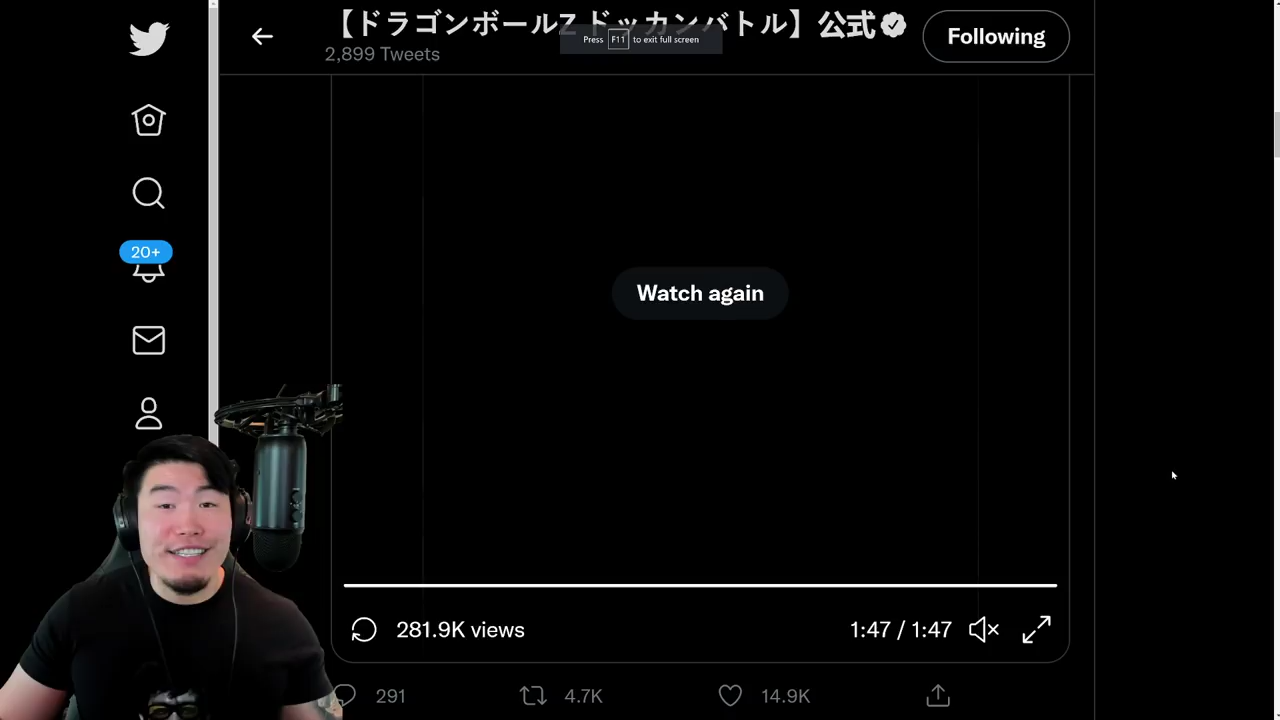 【ドラゴンボールZ ドッカンバトル】公式
2,899 Tweets
Press F11 to exit full screen
Following
20+
Watch again
281.9K views
1:47 / 1:47
291
4.7K
14.9K